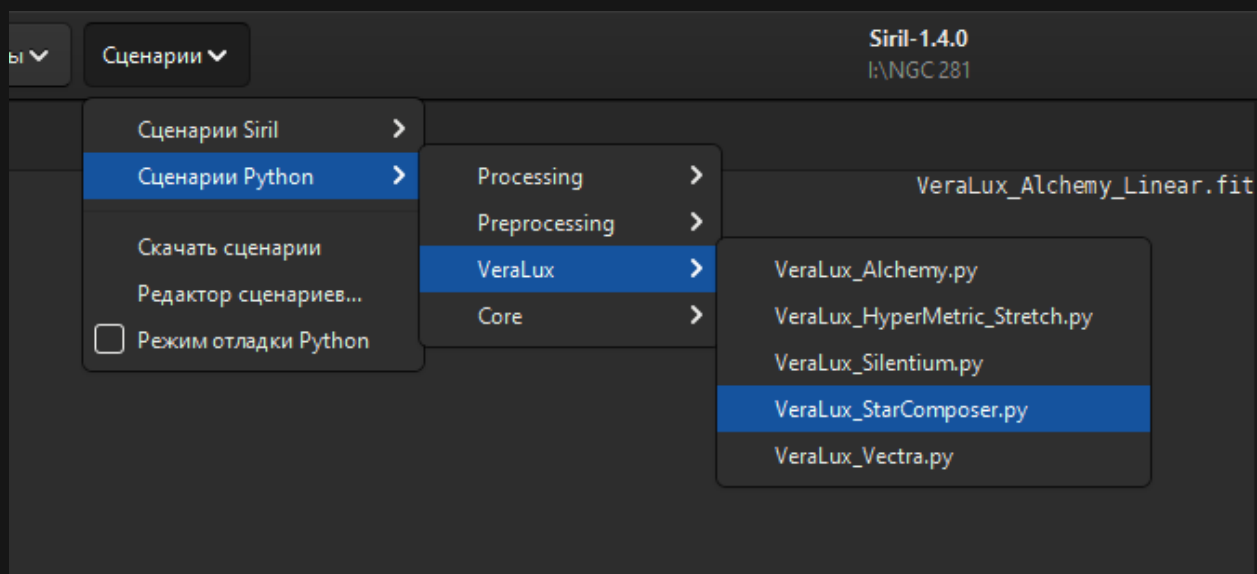 ы
Сценарии
Siril-1.4.0
I:\NGC 281
Сценарии Siril
Сценарии Python
Скачать сценарии
Редактор сценариев...
Режим отладки Python
Processing
Preprocessing
VeraLux
Core
VeraLux_Alchemy_Linear.fit
VeraLux_Alchemy.py
VeraLux_HyperMetric_Stretch.py
VeraLux_Silentium.py
VeraLux_StarComposer.py
VeraLux_Vectra.py